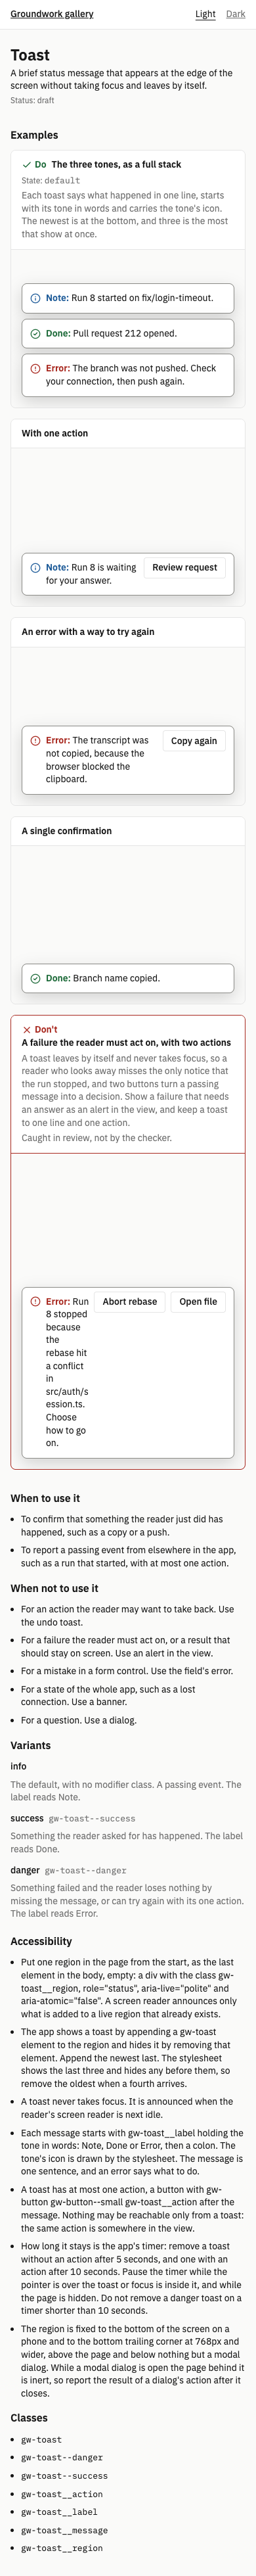 Groundwork gallery
Light
Dark
Toast
A brief status message that appears at the edge of the
screen without taking focus and leaves by itself.
Status: draft
Examples
Do The three tones, as a full stack
State: default
Each toast says what happened in one line, starts
with its tone in words and carries the tone's icon.
The newest is at the bottom, and three is the most
that show at once.
Note: Run 8 started on fix/login-timeout.
Done: Pull request 212 opened.
Error: The branch was not pushed. Check
your connection, then push again.
With one action
Note: Run 8 is waiting
for your answer.
Review request
An error with a way to try again
Error: The transcript was
not copied, because the
browser blocked the
clipboard.
Copy again
A single confirmation
Done: Branch name copied.
Don't
A failure the reader must act on, with two actions
A toast leaves by itself and never takes focus, so a
reader who looks away misses the only notice that
the run stopped, and two buttons turn a passing
message into a decision. Show a failure that needs
an answer as an alert in the view, and keep a toast
to one line and one action.
Caught in review, not by the checker.
Error: Run
8 stopped
because
the
rebase hit
a conflict
in
src/auth/s
ession.ts.
Choose
how to go
on.
Abort rebase
Open file
When to use it
To confirm that something the reader just did has
happened, such as a copy or a push.
To report a passing event from elsewhere in the app,
such as a run that started, with at most one action.
When not to use it
For an action the reader may want to take back. Use
the undo toast.
For a failure the reader must act on, or a result that
should stay on screen. Use an alert in the view.
For a mistake in a form control. Use the field's error.
For a state of the whole app, such as a lost
connection. Use a banner.
For a question. Use a dialog.
Variants
info
The default, with no modifier class. A passing event. The
label reads Note.
success gw-toast--success
Something the reader asked for has happened. The label
reads Done.
danger gw-toast--danger
Something failed and the reader loses nothing by
missing the message, or can try again with its one action.
The label reads Error.
Accessibility
Put one region in the page from the start, as the last
element in the body, empty: a div with the class gw-
toast__region, role="status", aria-live="polite" and
aria-atomic="false". A screen reader announces only
what is added to a live region that already exists.
The app shows a toast by appending a gw-toast
element to the region and hides it by removing that
element. Append the newest last. The stylesheet
shows the last three and hides any before them, so
remove the oldest when a fourth arrives.
A toast never takes focus. It is announced when the
reader's screen reader is next idle.
Each message starts with gw-toast__label holding the
tone in words: Note, Done or Error, then a colon. The
tone's icon is drawn by the stylesheet. The message is
one sentence, and an error says what to do.
A toast has at most one action, a button with gw-
button gw-button--small gw-toast__action after the
message. Nothing may be reachable only from a toast:
the same action is somewhere in the view.
How long it stays is the app's timer: remove a toast
without an action after 5 seconds, and one with an
action after 10 seconds. Pause the timer while the
pointer is over the toast or focus is inside it, and while
the page is hidden. Do not remove a danger toast on a
timer shorter than 10 seconds.
The region is fixed to the bottom of the screen on a
phone and to the bottom trailing corner at 768px and
wider, above the page and below nothing but a modal
dialog. While a modal dialog is open the page behind it
is inert, so report the result of a dialog's action after it
closes.
Classes
gw-toast
gw-toast--danger
gw-toast--success
gw-toast__action
gw-toast__label
gw-toast__message
gw-toast__region